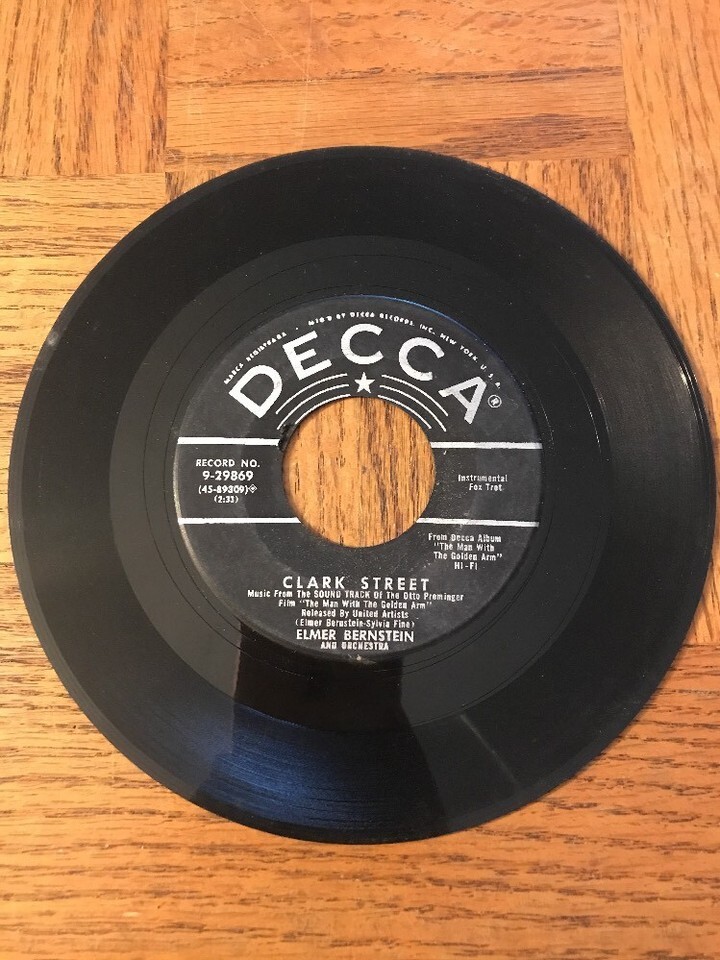 MARCA REGISTRADA · MFG'D BY DECCA RECORDS, INC. NEW YORK, U.S.A.
DECCA®
RECORD NO.
9-29869
(45-89309)
(2:33)
Instrumental
Fox Trot
From Decca Album
"The Man With
The Golden Arm"
HI-FI
CLARK STREET
Music From The SOUND TRACK Of The Otto Preminger
Film "The Man With The Golden Arm"
Released By United Artists
(Elmer Bernstein-Sylvia Fine)
ELMER BERNSTEIN
AND ORCHESTRA